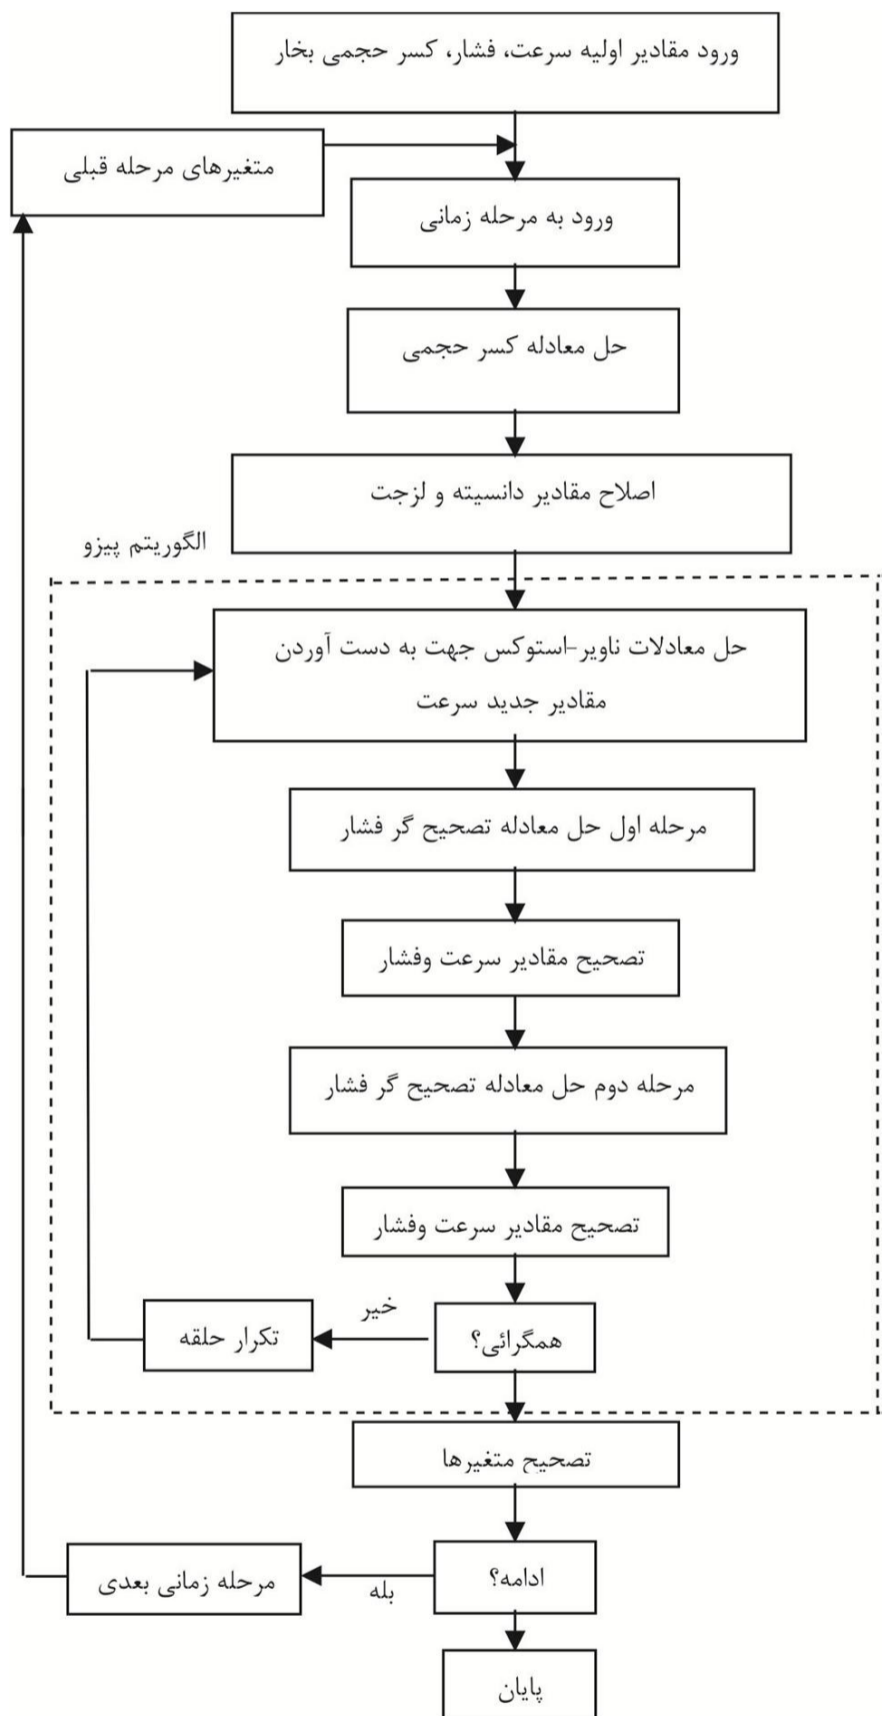 ورود مقادیر اولیه سرعت، فشار، کسر حجمی بخار
متغیرهای مرحله قبلی
ورود به مرحله زمانی
حل معادله کسر حجمی
اصلاح مقادیر دانسیته و لزجت
الگوریتم پیزو
حل معادلات ناویر-استوکس جهت به دست آوردن
مقادیر جدید سرعت
مرحله اول حل معادله تصحیح گر فشار
تصحیح مقادیر سرعت وفشار
مرحله دوم حل معادله تصحیح گر فشار
تصحیح مقادیر سرعت وفشار
همگرائی؟
خیر
تکرار حلقه
تصحیح متغیرها
ادامه؟
بله
مرحله زمانی بعدی
پایان